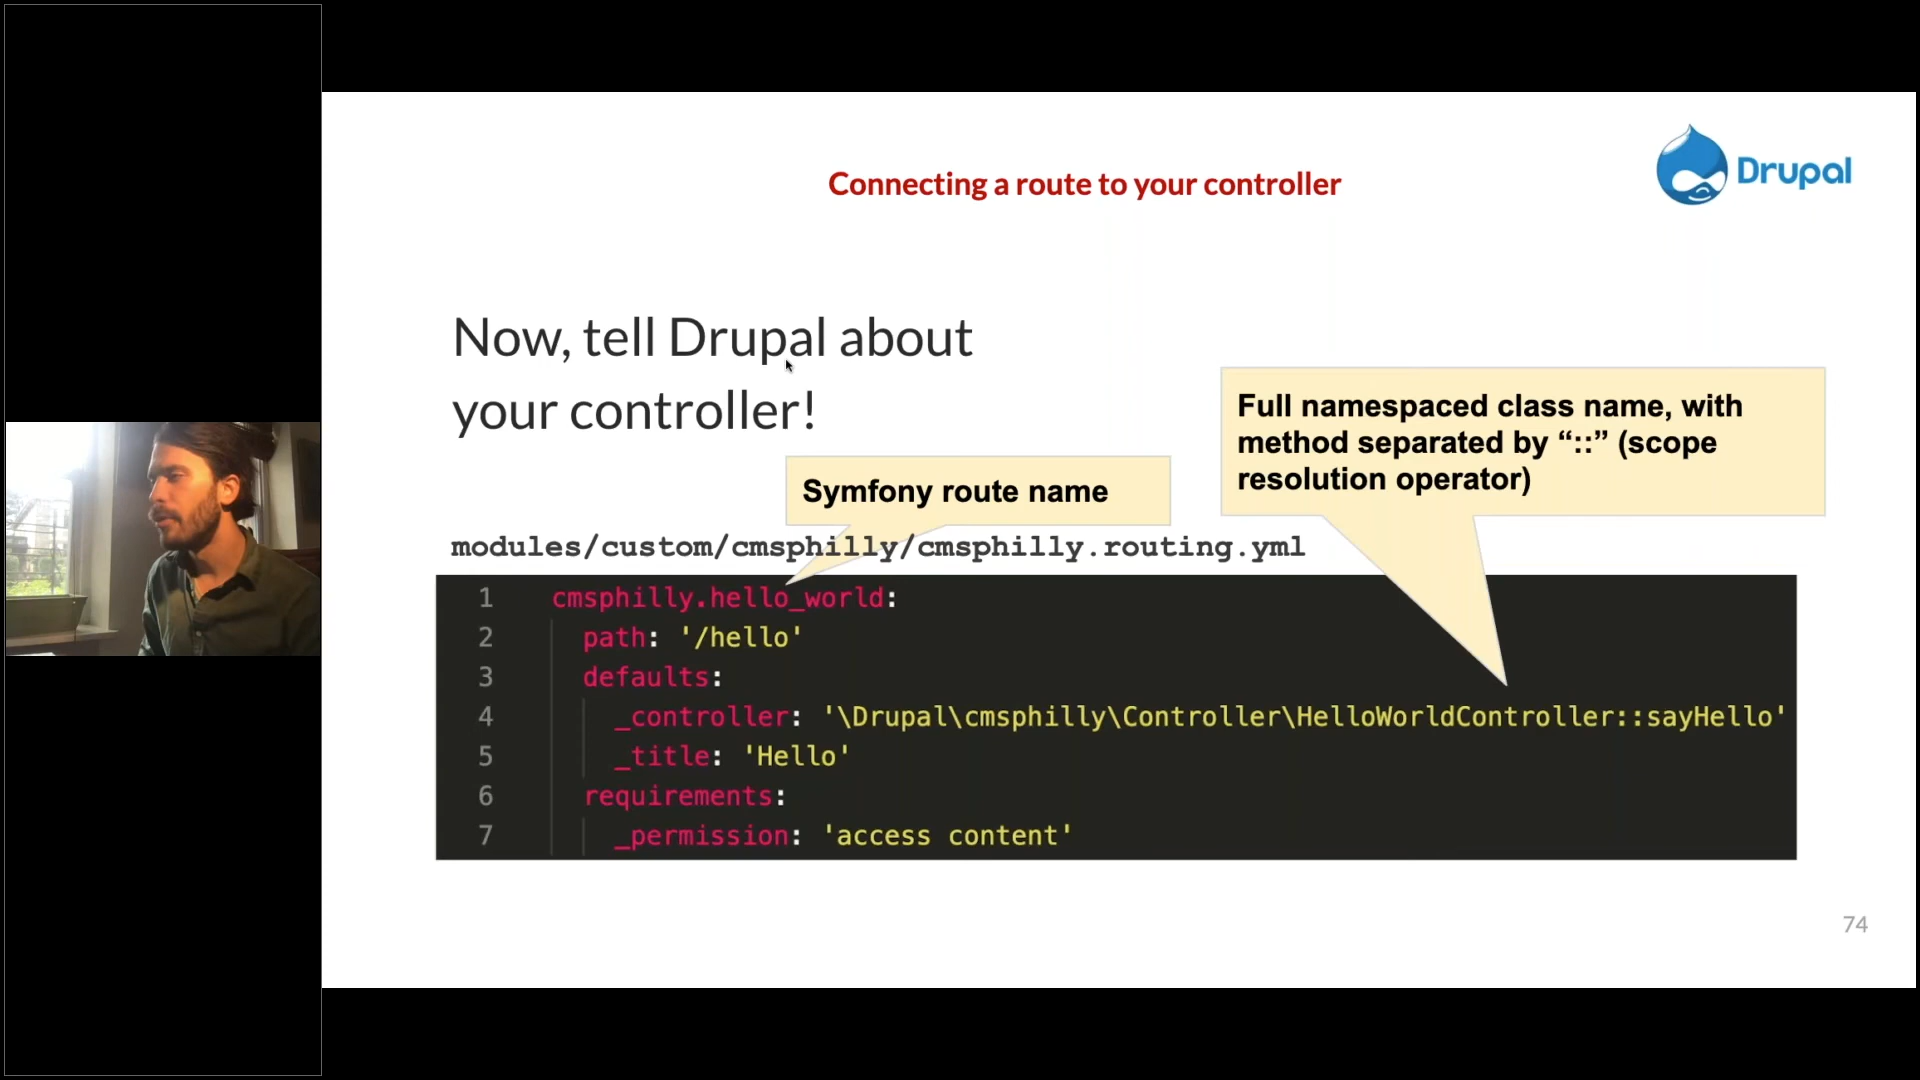 Connecting a route to your controller
Drupal
Now, tell Drupal about
your controller!
Full namespaced class name, with
method separated by “::” (scope
resolution operator)
Symfony route name
modules/custom/cmsphilly/cmsphilly.routing.yml
1 cmsphilly.hello_world:
2 path: '/hello'
3 defaults:
4 _controller: '\Drupal\cmsphilly\Controller\HelloWorldController::sayHello'
5 _title: 'Hello'
6 requirements:
7 _permission: 'access content'
74